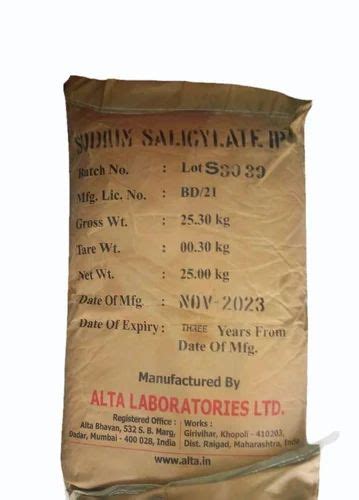 SODIUM SALICYLATE IP
Batch No. : Lot S3039
Mfg. Lic. No. : BD/21
Gross Wt. : 25.30 kg
Tare Wt. : 00.30 kg
Net Wt. : 25.00 kg
Date Of Mfg. : NOV-2023
Date Of Expiry : THREE Years From
Date Of Mfg.
Manufactured By
ALTA LABORATORIES LTD.
Registered Office : Works :
Alta Bhavan, 532 S. B. Marg, Girivihar, Khopoli - 410203,
Dadar, Mumbai - 400 028, India Dist. Raigad, Maharashtra, India
www.alta.in